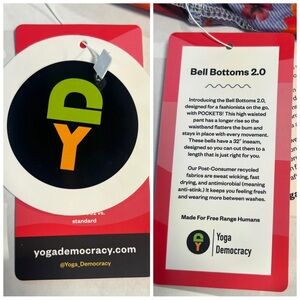 DY
vs.
standard
yogademocracy.com
@Yoga_Democracy
Bell Bottoms 2.0
Introducing the Bell Bottoms 2.0,
designed for a fashionista on the go,
with POCKETS! This high waisted
pant has a longer rise so the
waistband flatters the bum and
stays in place with every movement.
These bells have a 32" inseam,
designed so you can cut them to a
length that is just right for you.
Our Post-Consumer recycled
fabrics are sweat wicking, fast
drying, and antimicrobial (meaning
anti-stink.) It keeps you feeling fresh
and wearing more between washes.
Made For Free Range Humans
DY
Yoga
Democracy